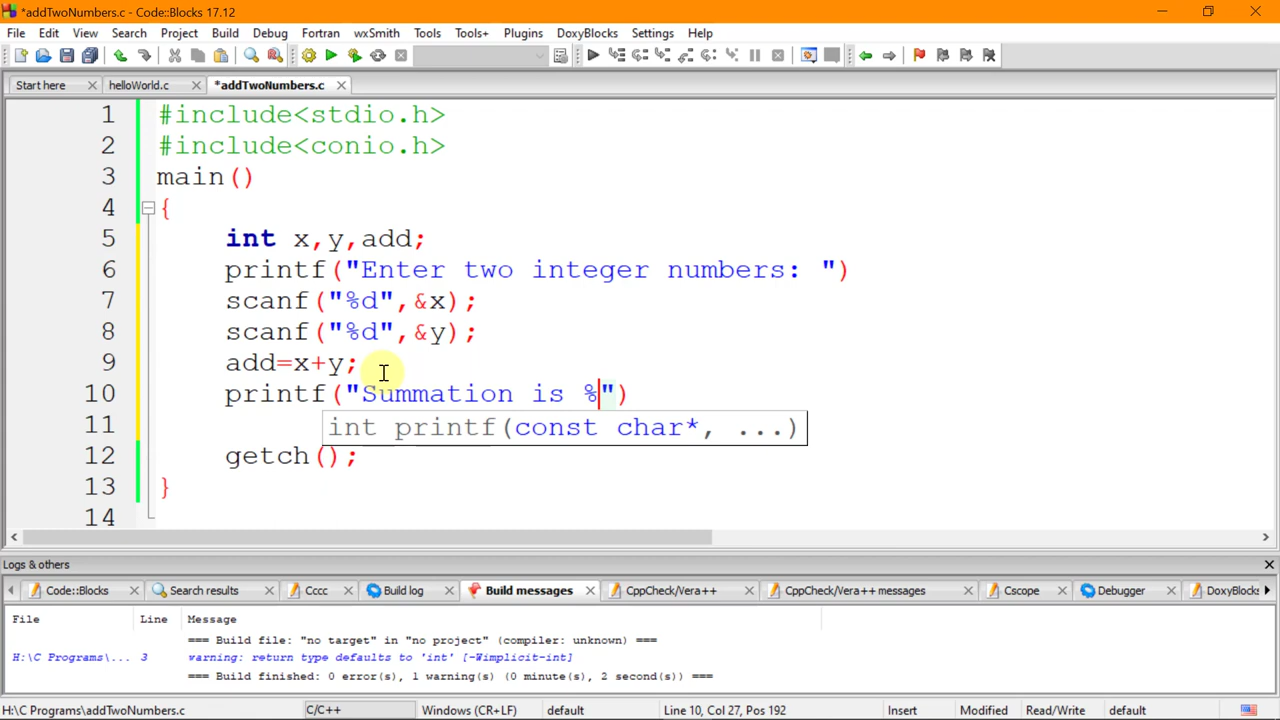 *addTwoNumbers.c - Code::Blocks 17.12
File Edit View Search Project Build Debug Fortran wxSmith Tools Tools+ Plugins DoxyBlocks Settings Help
Start here helloWorld.c *addTwoNumbers.c
1 #include<stdio.h>
2 #include<conio.h>
3 main()
4 {
5 int x,y,add;
6 printf("Enter two integer numbers: ")
7 scanf("%d",&x);
8 scanf("%d",&y);
9 add=x+y;
10 printf("Summation is %")
11 int printf(const char*, ...)
12 getch();
13 }
14
Logs & others
Code::Blocks Search results Cccc Build log Build messages CppCheck/Vera++ CppCheck/Vera++ messages Cscope Debugger DoxyBlocks
File Line Message
=== Build file: "no target" in "no project" (compiler: unknown) ===
H:\C Programs\... 3 warning: return type defaults to 'int' [-Wimplicit-int]
=== Build finished: 0 error(s), 1 warning(s) (0 minute(s), 2 second(s)) ===
H:\C Programs\addTwoNumbers.c C/C++ Windows (CR+LF) default Line 10, Col 27, Pos 192 Insert Modified Read/Write default